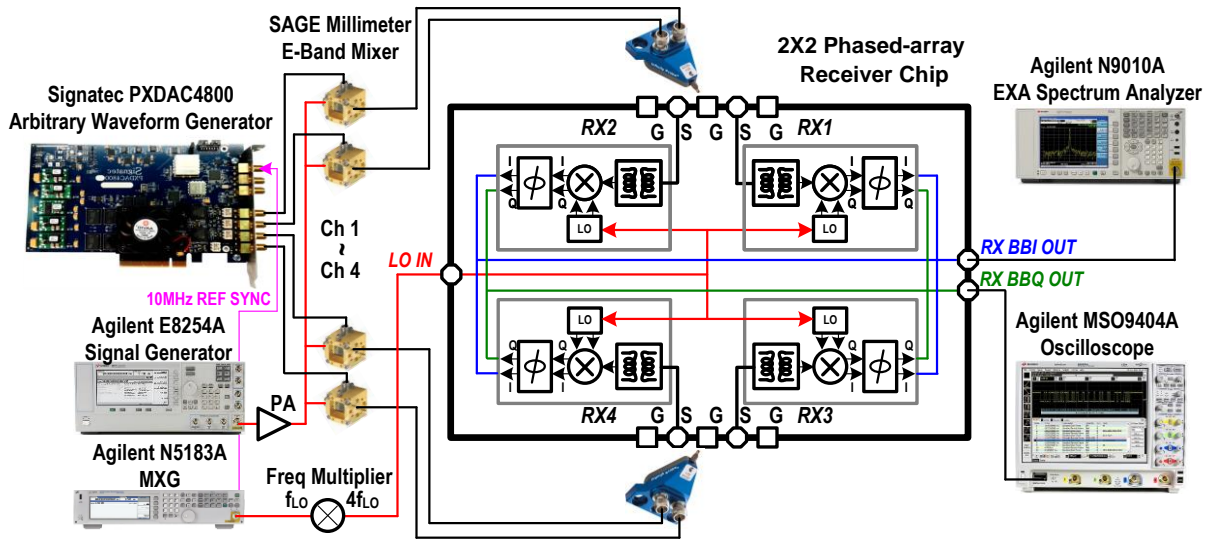 SAGE Millimeter
E-Band Mixer
2X2 Phased-array
Receiver Chip
Agilent N9010A
EXA Spectrum Analyzer
Signatec PXDAC4800
Arbitrary Waveform Generator
Signatec
PXDAC4800
RX2
G S G S G
RX1
I
Q
ϕ
LO
LO
ϕ
I
Q
Ch 1
~
Ch 4
LO IN
RX BBI OUT
RX BBQ OUT
10MHz REF SYNC
Agilent E8254A
Signal Generator
PA
Agilent MSO9404A
Oscilloscope
Q
I
ϕ
LO
LO
ϕ
Q
I
RX4
G S G S G
RX3
Agilent N5183A
MXG
Freq Multiplier
fLO
4fLO